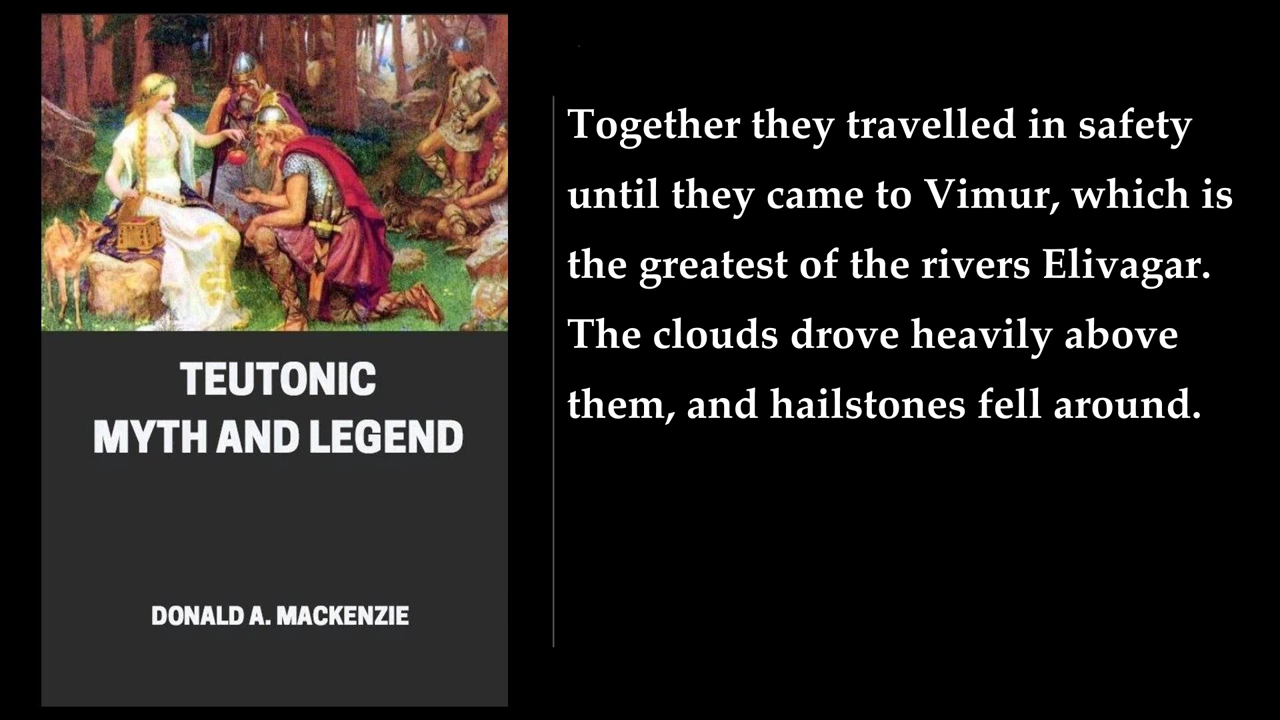 TEUTONIC
MYTH AND LEGEND
DONALD A. MACKENZIE
Together they travelled in safety
until they came to Vimur, which is
the greatest of the rivers Elivagar.
The clouds drove heavily above
them, and hailstones fell around.